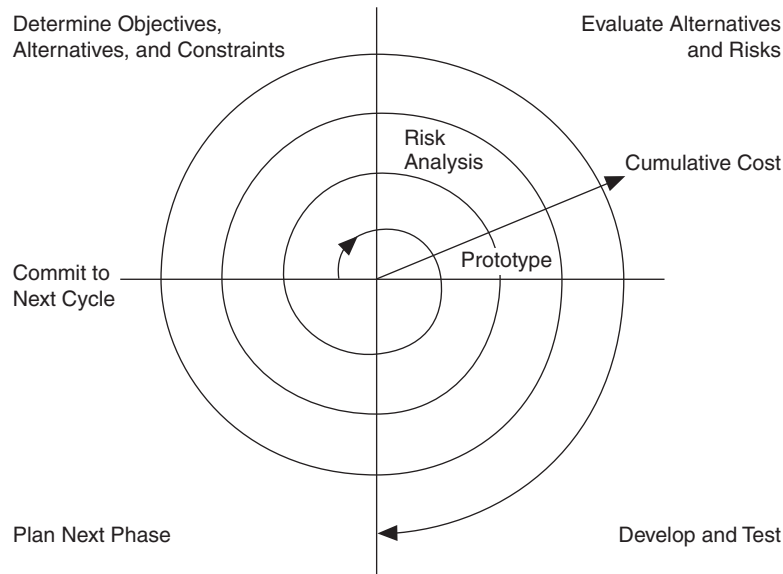 Determine Objectives,
Alternatives, and Constraints
Evaluate Alternatives
and Risks
Risk
Analysis
Cumulative Cost
Prototype
Commit to
Next Cycle
Plan Next Phase
Develop and Test